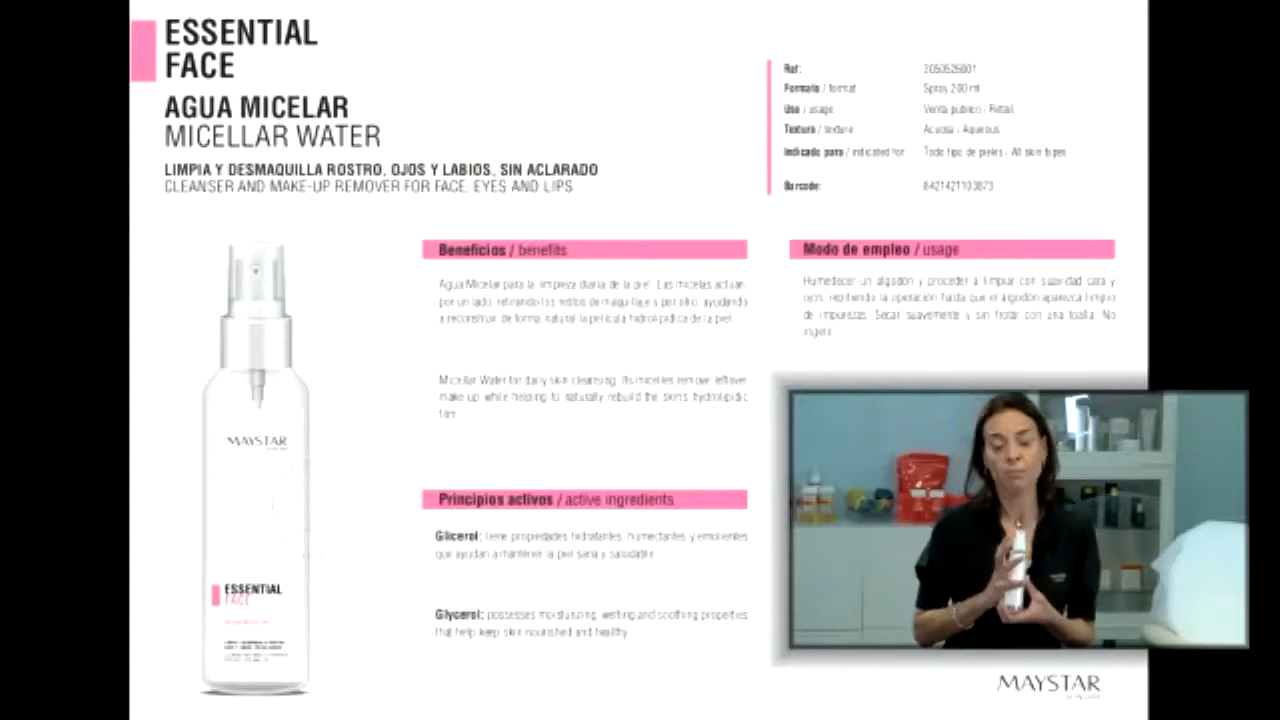 ESSENTIAL
FACE
AGUA MICELAR
MICELLAR WATER
LIMPIA Y DESMAQUILLA ROSTRO, OJOS Y LABIOS, SIN ACLARADO
CLEANSER AND MAKE-UP REMOVER FOR FACE, EYES AND LIPS
Ref:
Formato / format Spray 200 ml
Uso / usage Venta público / Retail
Textura / texture Acuosa / Aqueous
Indicado para / indicated for Todo tipo de pieles / All skin types
Barcode:
Beneficios / benefits
Agua Micelar para la limpieza diaria de la piel. Las micelas actúan,
por un lado, retirando los restos de maquillaje y por otro, ayudando
a reconstruir de forma natural la película hidrolipídica de la piel.
Micellar Water for daily skin cleansing. Its micelles remove leftover
make up while helping to naturally rebuild the skin's hydrolipidic
film.
Modo de empleo / usage
Humedecer un algodón y proceder a limpiar con suavidad cara y
ojos, repitiendo la operación hasta que el algodón aparezca limpio
de impurezas. Secar suavemente y sin frotar con una toalla. No
ingerir.
Principios activos / active ingredients
Glicerol: tiene propiedades hidratantes, humectantes y emolientes
que ayudan a mantener la piel sana y saludable.
Glycerol: possesses moisturizing, wetting and soothing properties
that help keep skin nourished and healthy.
MAYSTAR
ESSENTIAL
FACE
MAYSTAR